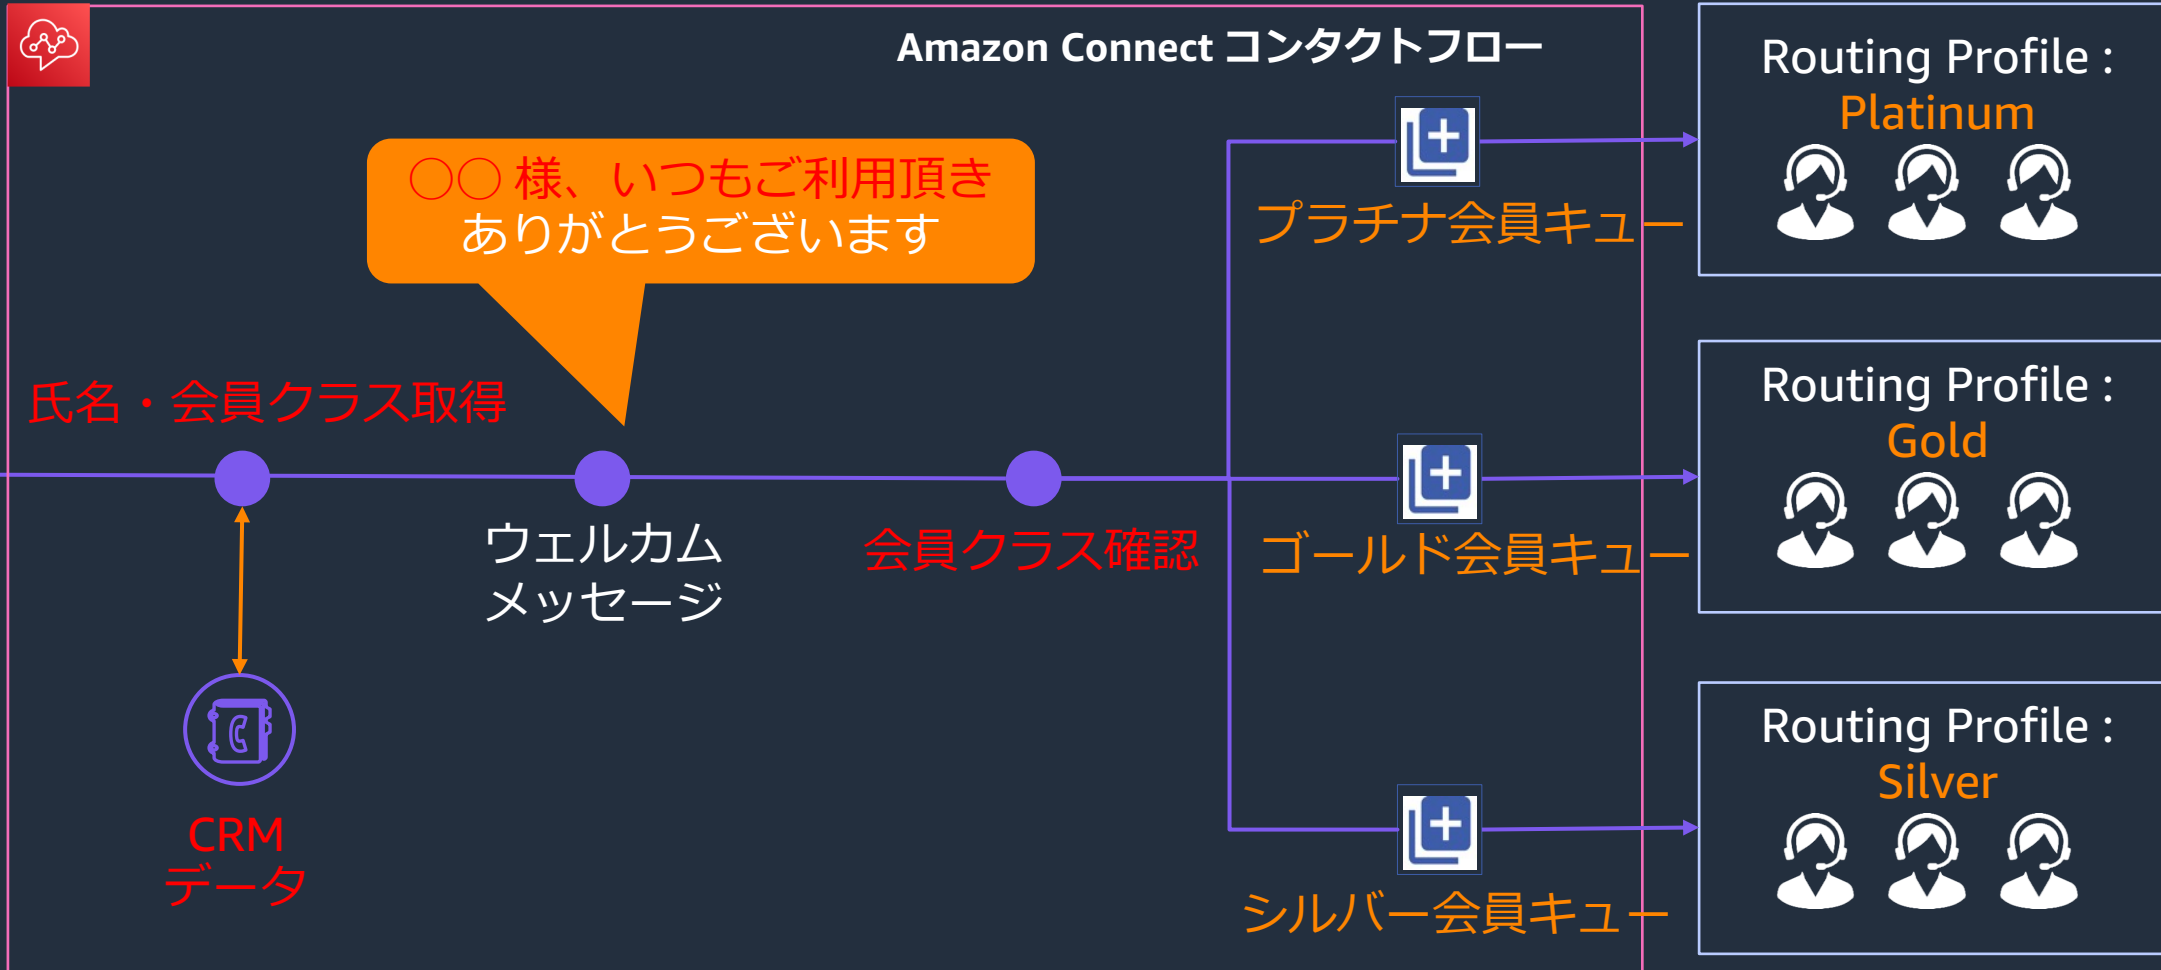 Amazon Connect コンタクトフロー
○○ 様、いつもご利用頂き
ありがとうございます
氏名・会員クラス取得
ウェルカム
メッセージ
会員クラス確認
CRM
データ
プラチナ会員キュー
ゴールド会員キュー
シルバー会員キュー
Routing Profile :
Platinum
Routing Profile :
Gold
Routing Profile :
Silver